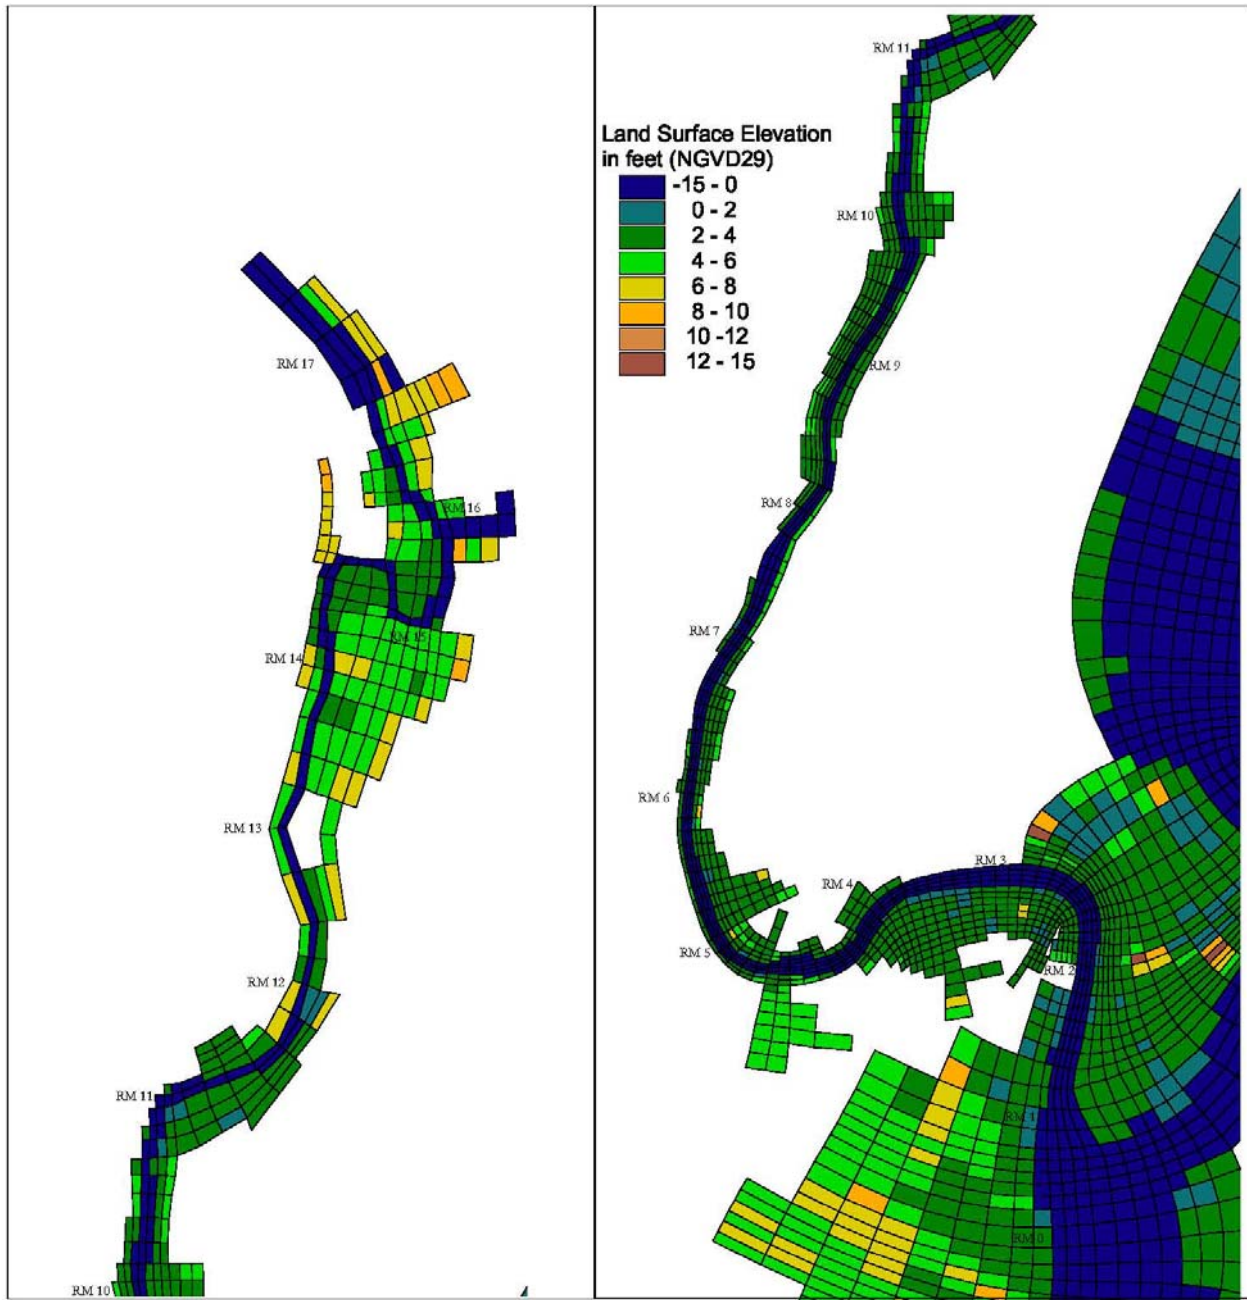 RM 17
RM 16
RM 15
RM 14
RM 13
RM 12
RM 11
RM 10
RM 11
Land Surface Elevation
in feet (NGVD29)
-15 - 0
0 - 2
2 - 4
4 - 6
6 - 8
8 - 10
10 -12
12 - 15
RM 10
RM 9
RM 8
RM 7
RM 6
RM 5
RM 4
RM 3
RM 2
RM 1
RM 0